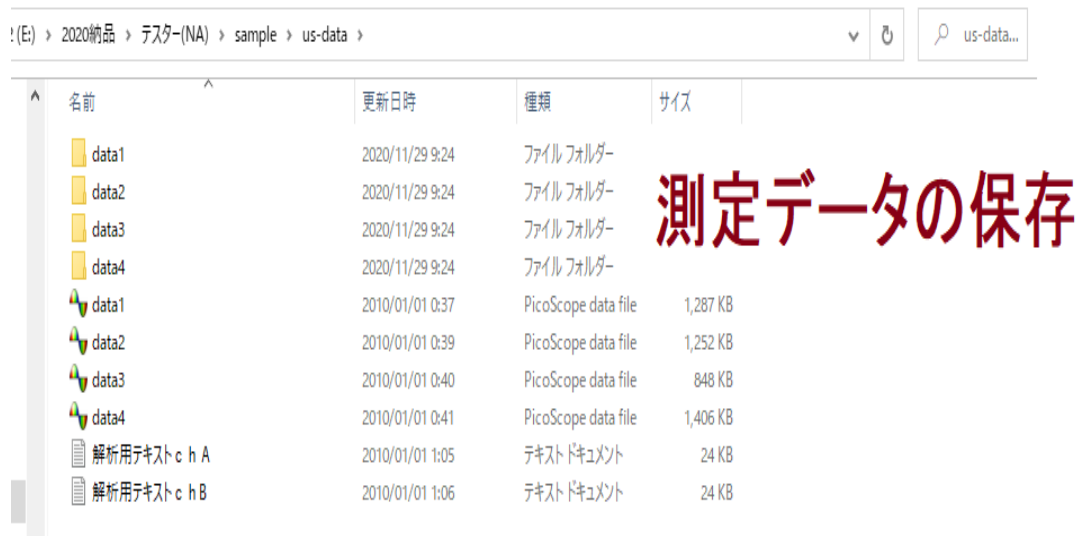 (E:) › 2020納品 › テスター(NA) › sample › us-data ›
us-data...
名前 更新日時 種類 サイズ
data1 2020/11/29 9:24 ファイル フォルダー
data2 2020/11/29 9:24 ファイル フォルダー
data3 2020/11/29 9:24 ファイル フォルダー
data4 2020/11/29 9:24 ファイル フォルダー
測定データの保存
data1 2010/01/01 0:37 PicoScope data file 1,287 KB
data2 2010/01/01 0:39 PicoScope data file 1,252 KB
data3 2010/01/01 0:40 PicoScope data file 848 KB
data4 2010/01/01 0:41 PicoScope data file 1,406 KB
解析用テキストｃｈＡ 2010/01/01 1:05 テキスト ドキュメント 24 KB
解析用テキストｃｈＢ 2010/01/01 1:06 テキスト ドキュメント 24 KB